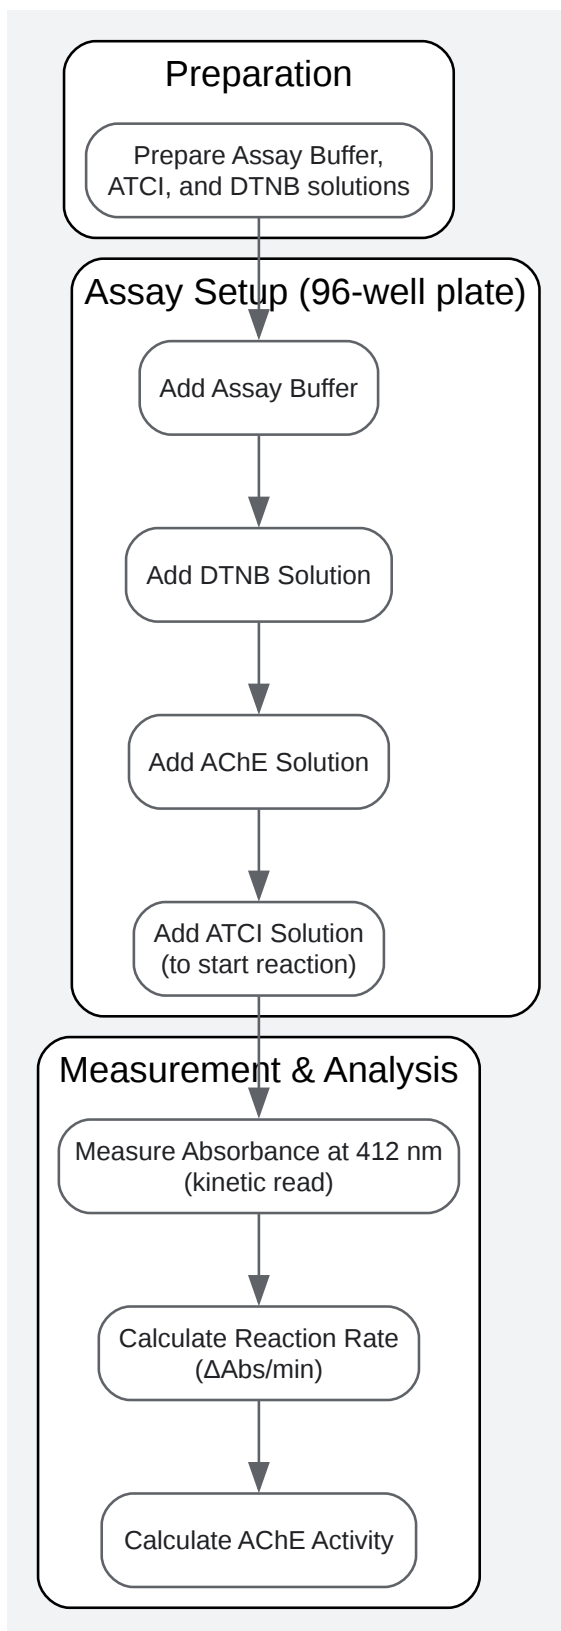 Preparation
Prepare Assay Buffer,
ATCI, and DTNB solutions
Assay Setup (96-well plate)
Add Assay Buffer
Add DTNB Solution
Add AChE Solution
Add ATCI Solution
(to start reaction)
Measurement & Analysis
Measure Absorbance at 412 nm
(kinetic read)
Calculate Reaction Rate
(ΔAbs/min)
Calculate AChE Activity